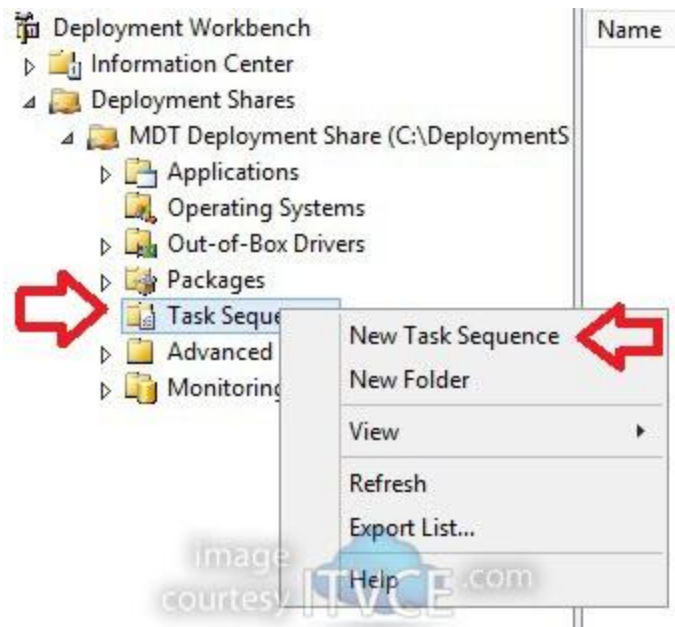 Deployment Workbench
Name
Information Center
Deployment Shares
MDT Deployment Share (C:\DeploymentS
Applications
Operating Systems
Out-of-Box Drivers
Packages
Task Seque
Advanced
Monitoring
New Task Sequence
New Folder
View
Refresh
Export List...
Help
image
courtesy ITVCE.com